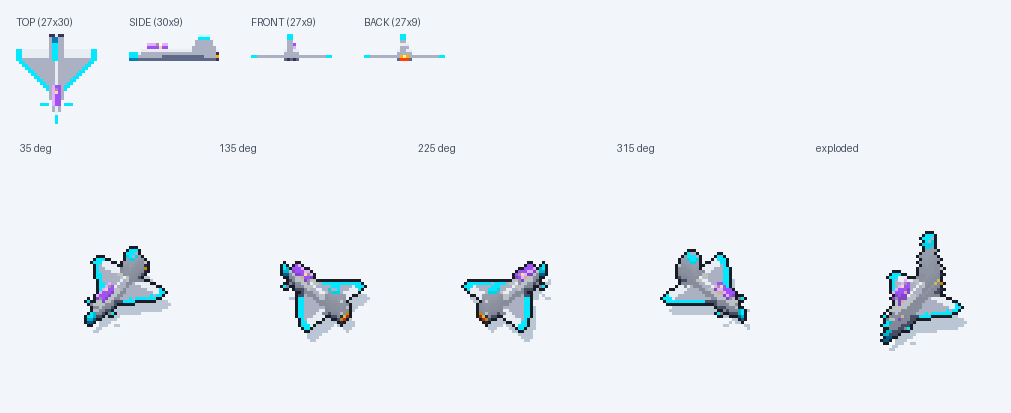 TOP (27x30)
SIDE (30x9)
FRONT (27x9)
BACK (27x9)
35 deg
135 deg
225 deg
315 deg
exploded